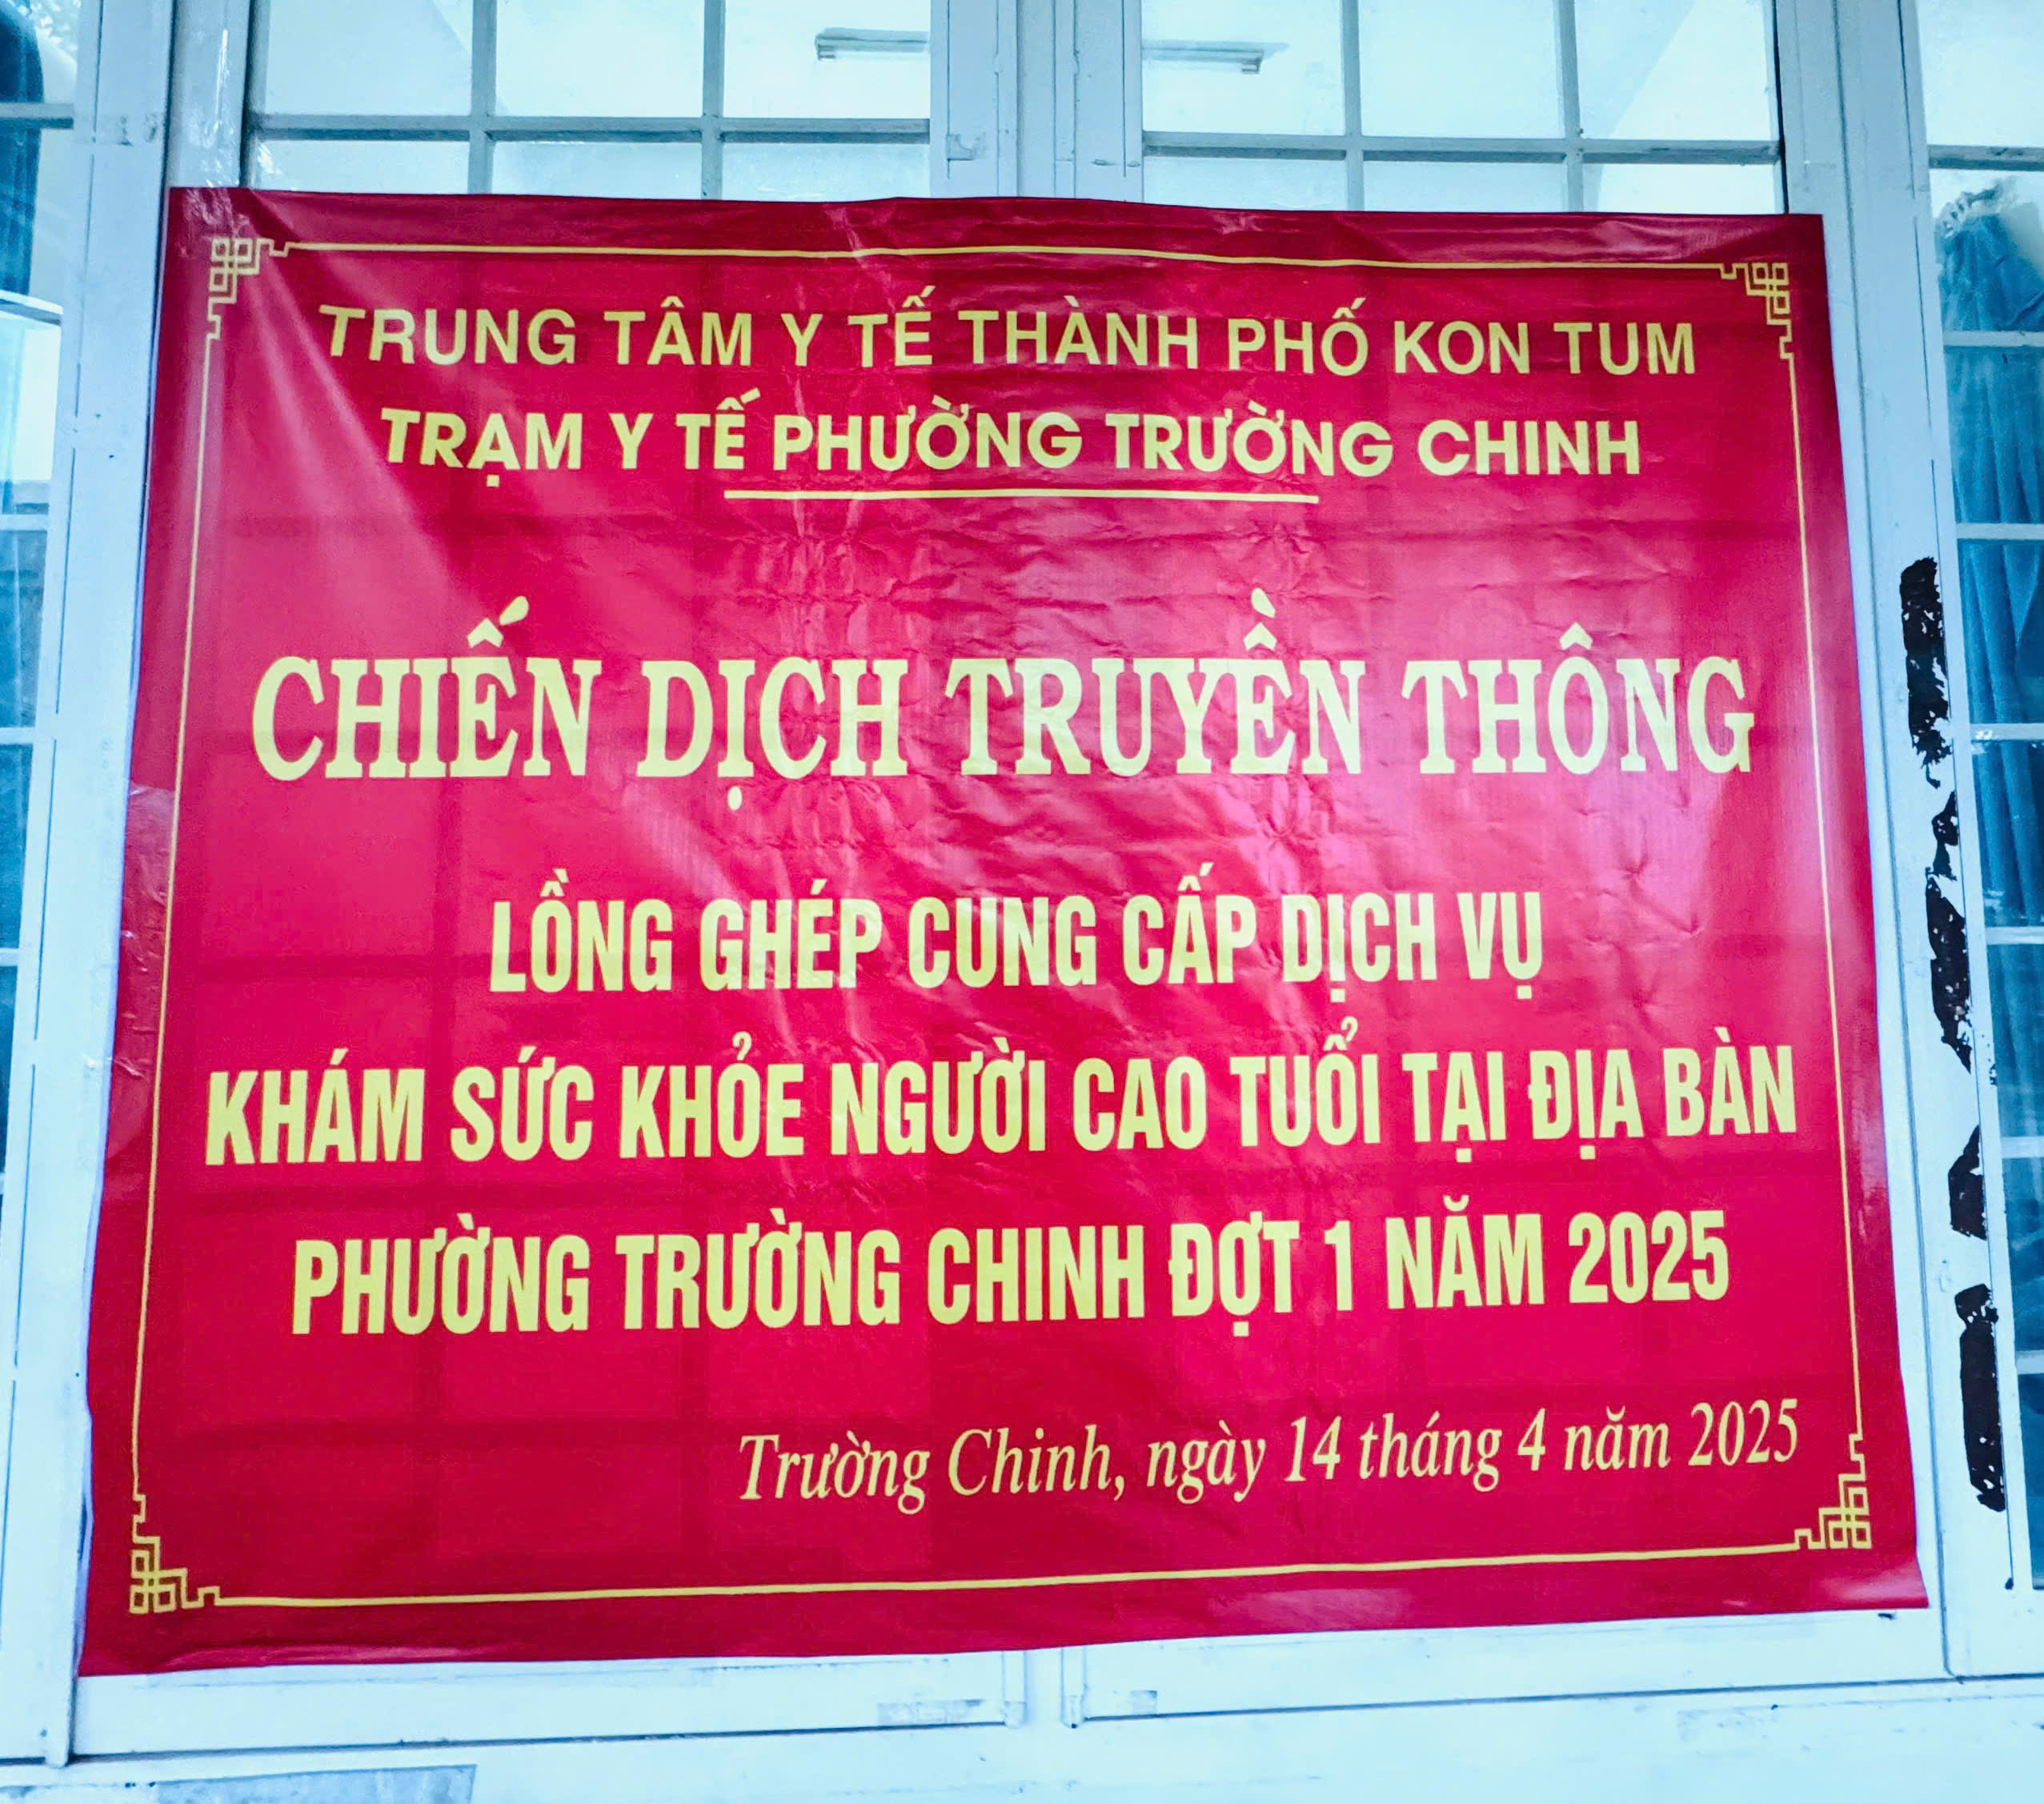 TRUNG TÂM Y TẾ THÀNH PHỐ KON TUM
TRẠM Y TẾ PHƯỜNG TRƯỜNG CHINH
CHIẾN DỊCH TRUYỀN THÔNG
LỒNG GHÉP CUNG CẤP DỊCH VỤ
KHÁM SỨC KHỎE NGƯỜI CAO TUỔI TẠI ĐỊA BÀN
PHƯỜNG TRƯỜNG CHINH ĐỢT 1 NĂM 2025
Trường Chinh, ngày 14 tháng 4 năm 2025